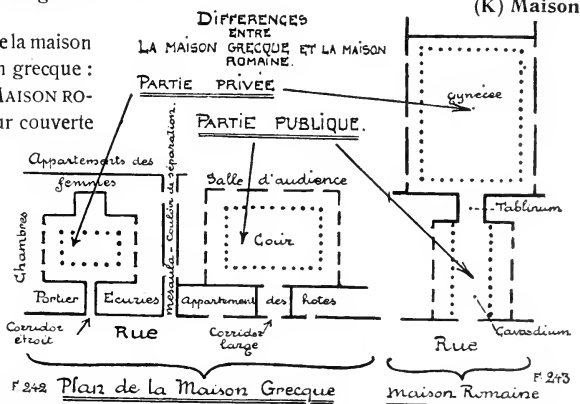 (K) Maison
e la maison
n grecque :
MAISON RO-
ur couverte
DIFFERENCES
ENTRE
LA MAISON GRECQUE ET LA MAISON
ROMAINE.
PARTIE PRIVÉE
PARTIE PUBLIQUE.
Appartements des
femmes
Chambres
Portier
Ecuries
Corridor
étroit
Rue
mesaula - Couloir de séparation.
Salle d'audience
Cour
Appartement des hotes
Corridor
large
gynécée
Tablinum
Cavaedium
Rue
F 242 Plan de la Maison Grecque
Maison Romaine
F 243